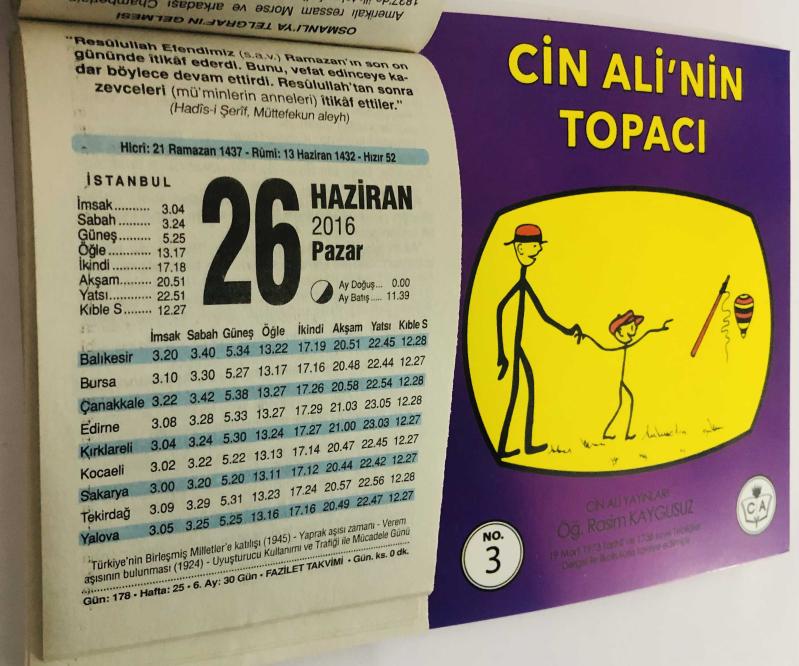 OSMANLI'YA TELGRAF'IN GELMESİ
"Resûlullah Efendimiz (s.a.v.) Ramazan'ın son on
gününde îtikâf ederdi. Bunu, vefat edinceye ka-
dar böylece devam ettirdi. Resûlullah'tan sonra
zevceleri (mü'minlerin anneleri) îtikâf ettiler."
(Hadîs-i Şerîf, Müttefekun aleyh)
Hicrî: 21 Ramazan 1437 - Rûmî: 13 Haziran 1432 - Hızır 52
İSTANBUL
İmsak.......... 3.04
Sabah.......... 3.24
Güneş.......... 5.25
Öğle............ 13.17
İkindi........... 17.18
Akşam......... 20.51
Yatsı............ 22.51
Kıble S........ 12.27
26
HAZİRAN
2016
Pazar
Ay Doğuş... 0.00
Ay Batış..... 11.39
İmsak Sabah Güneş Öğle İkindi Akşam Yatsı Kıble S
Balıkesir 3.20 3.40 5.34 13.22 17.19 20.51 22.45 12.28
Bursa 3.10 3.30 5.27 13.17 17.16 20.48 22.44 12.27
Çanakkale 3.22 3.42 5.38 13.27 17.26 20.58 22.54 12.28
Edirne 3.08 3.28 5.33 13.27 17.29 21.03 23.05 12.28
Kırklareli 3.04 3.24 5.30 13.24 17.27 21.00 23.03 12.27
Kocaeli 3.02 3.22 5.22 13.13 17.14 20.47 22.45 12.27
Sakarya 3.00 3.20 5.20 13.11 17.12 20.44 22.42 12.27
Tekirdağ 3.09 3.29 5.31 13.23 17.24 20.57 22.56 12.28
Yalova 3.05 3.25 5.25 13.16 17.16 20.49 22.47 12.27
Türkiye'nin Birleşmiş Milletler'e katılışı (1945) - Yaprak aşısı zamanı - Verem
aşısının bulunması (1924) - Uyuşturucu Kullanımı ve Trafiği ile Mücadele Günü
Gün: 178 • Hafta: 25 - 6. Ay: 30 Gün • FAZİLET TAKVİMİ • Gün. ks. 0 dk.
CİN ALİ'NİN
TOPACI
CİN ALİ YAYINLARI
Öğ. Rasim KAYGUSUZ
19 Mart 1973 tarihli ve 1738 sayılı Tebliğler
NO.
3
C A